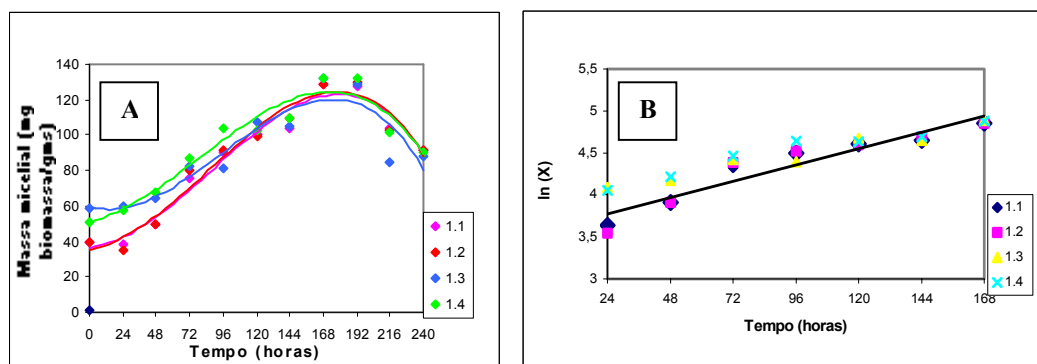 A
Massa micelial (mg
biomassa/gms)
140
120
100
80
60
40
20
0
0 24 48 72 96 120 144 168 192 216 240
Tempo (horas)
1.1
1.2
1.3
1.4
B
ln (X)
5,5
5
4,5
4
3,5
3
24 48 72 96 120 144 168
Tempo (horas)
1.1
1.2
1.3
1.4